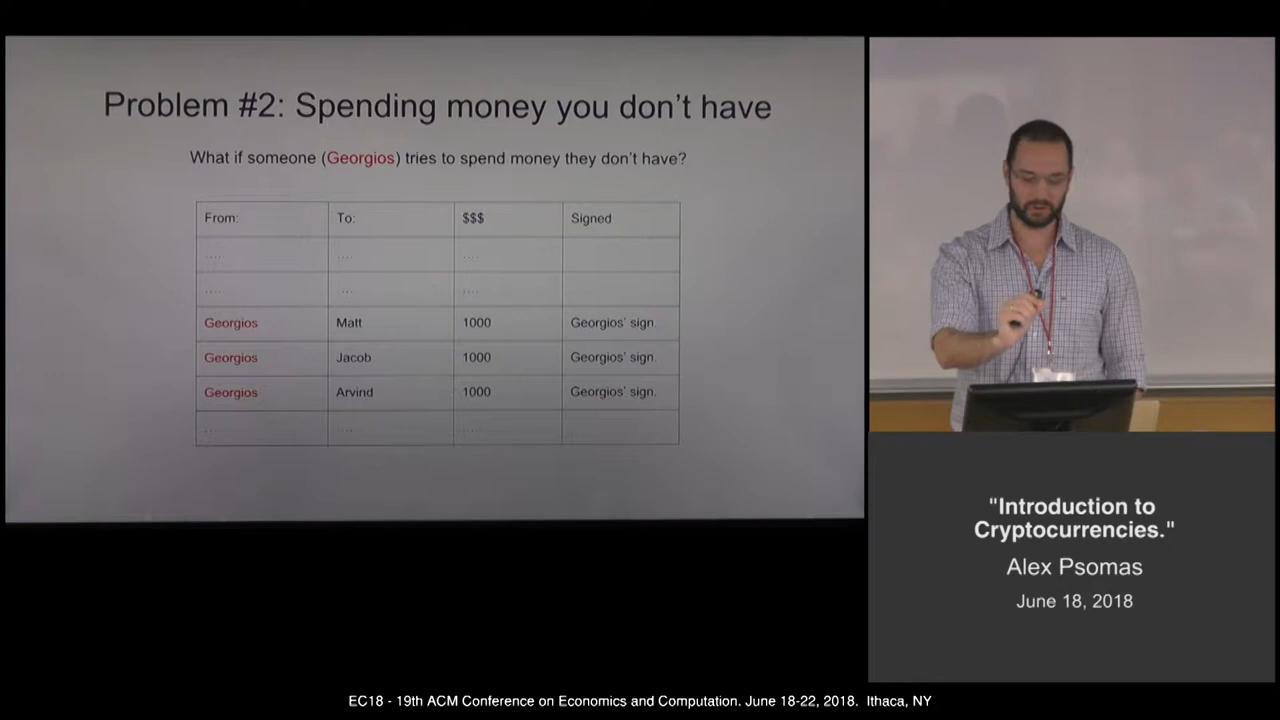 Problem #2: Spending money you don't have
What if someone (Georgios) tries to spend money they don't have?
From: To: $$$ Signed
.... .... ....
.... ... ....
Georgios Matt 1000 Georgios' sign.
Georgios Jacob 1000 Georgios' sign.
Georgios Arvind 1000 Georgios' sign.
... .... .....
"Introduction to
Cryptocurrencies."
Alex Psomas
June 18, 2018
EC18 - 19th ACM Conference on Economics and Computation. June 18-22, 2018. Ithaca, NY